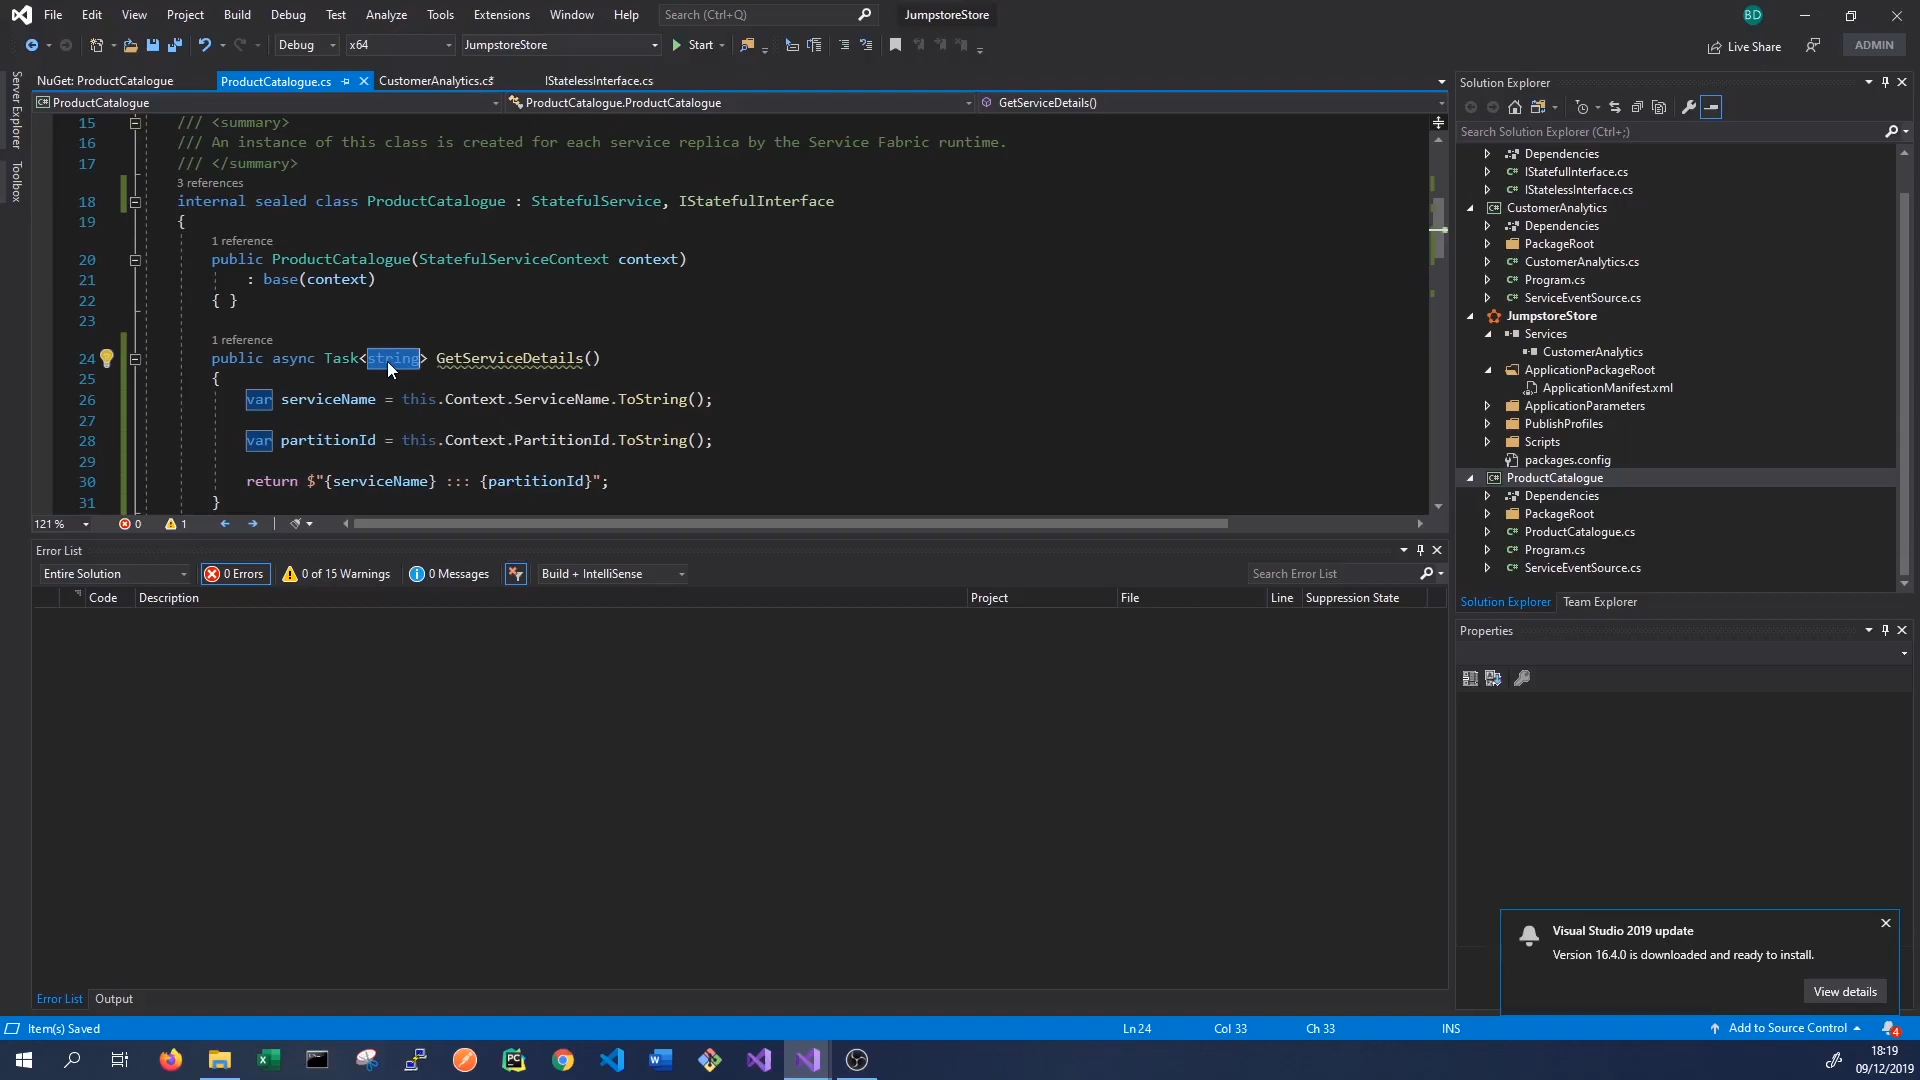 File Edit View Project Build Debug Test Analyze Tools Extensions Window Help Search (Ctrl+Q) JumpstoreStore BD
Debug x64 JumpstoreStore Start Live Share ADMIN
Server Explorer
Toolbox
NuGet: ProductCatalogue ProductCatalogue.cs CustomerAnalytics.cs* IStatelessInterface.cs
ProductCatalogue ProductCatalogue.ProductCatalogue GetServiceDetails()
15 /// <summary>
16 /// An instance of this class is created for each service replica by the Service Fabric runtime.
17 /// </summary>
3 references
18 internal sealed class ProductCatalogue : StatefulService, IStatefulInterface
19 {
1 reference
20 public ProductCatalogue(StatefulServiceContext context)
21 : base(context)
22 { }
23
1 reference
24 public async Task<string> GetServiceDetails()
25 {
26 var serviceName = this.Context.ServiceName.ToString();
27
28 var partitionId = this.Context.PartitionId.ToString();
29
30 return $"{serviceName} ::: {partitionId}";
31 }
121 % 0 1
Error List
Entire Solution 0 Errors 0 of 15 Warnings 0 Messages Build + IntelliSense Search Error List
Code Description Project File Line Suppression State
Error List Output
Solution Explorer
Search Solution Explorer (Ctrl+;)
Dependencies
IStatefulInterface.cs
IStatelessInterface.cs
CustomerAnalytics
Dependencies
PackageRoot
CustomerAnalytics.cs
Program.cs
ServiceEventSource.cs
JumpstoreStore
Services
CustomerAnalytics
ApplicationPackageRoot
ApplicationManifest.xml
ApplicationParameters
PublishProfiles
Scripts
packages.config
ProductCatalogue
Dependencies
PackageRoot
ProductCatalogue.cs
Program.cs
ServiceEventSource.cs
Solution Explorer Team Explorer
Properties
Visual Studio 2019 update
Version 16.4.0 is downloaded and ready to install.
View details
Item(s) Saved Ln 24 Col 33 Ch 33 INS Add to Source Control 4
18:19
09/12/2019